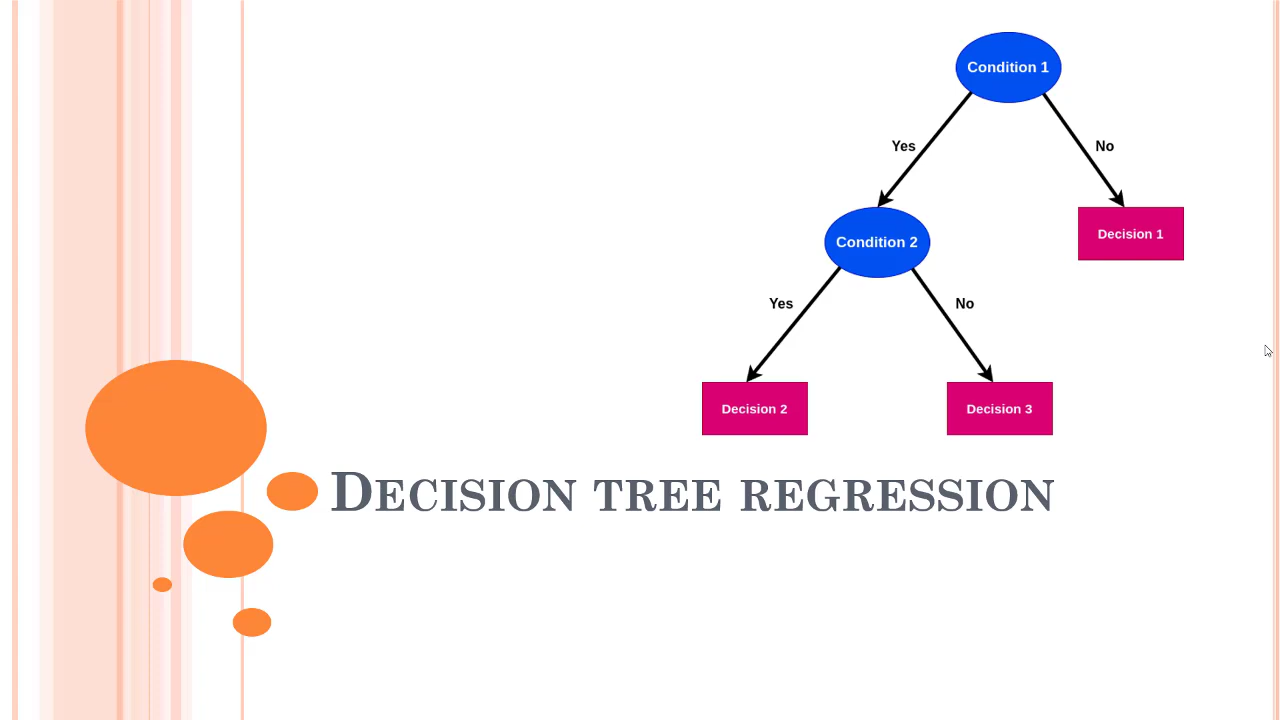 Condition 1
Yes
No
Condition 2
Decision 1
Yes
No
Decision 2
Decision 3
DECISION TREE REGRESSION